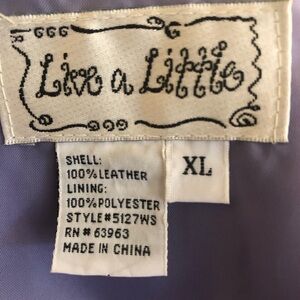 Live a Little
SHELL:
100% LEATHER
LINING:
100% POLYESTER
STYLE#5127WS
RN # 63963
MADE IN CHINA
XL